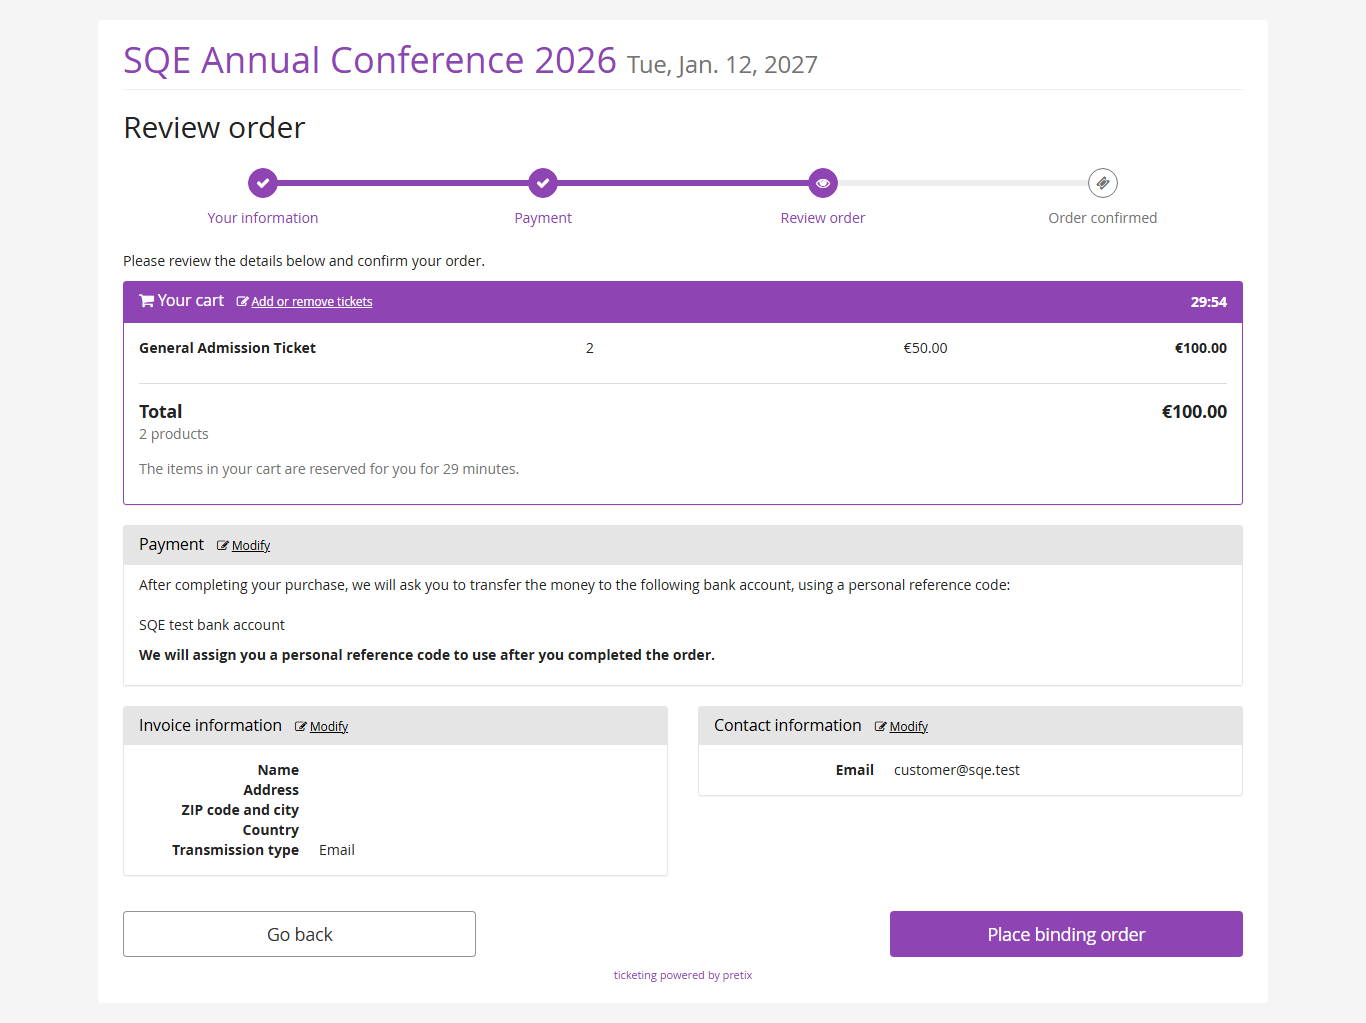 SQE Annual Conference 2026 Tue, Jan. 12, 2027
Review order
Your information
Payment
Review order
Order confirmed
Please review the details below and confirm your order.
Your cart Add or remove tickets 29:54
General Admission Ticket 2 €50.00 €100.00
Total €100.00
2 products
The items in your cart are reserved for you for 29 minutes.
Payment Modify
After completing your purchase, we will ask you to transfer the money to the following bank account, using a personal reference code:
SQE test bank account
We will assign you a personal reference code to use after you completed the order.
Invoice information Modify
Name
Address
ZIP code and city
Country
Transmission type Email
Contact information Modify
Email customer@sqe.test
Go back
Place binding order
ticketing powered by pretix